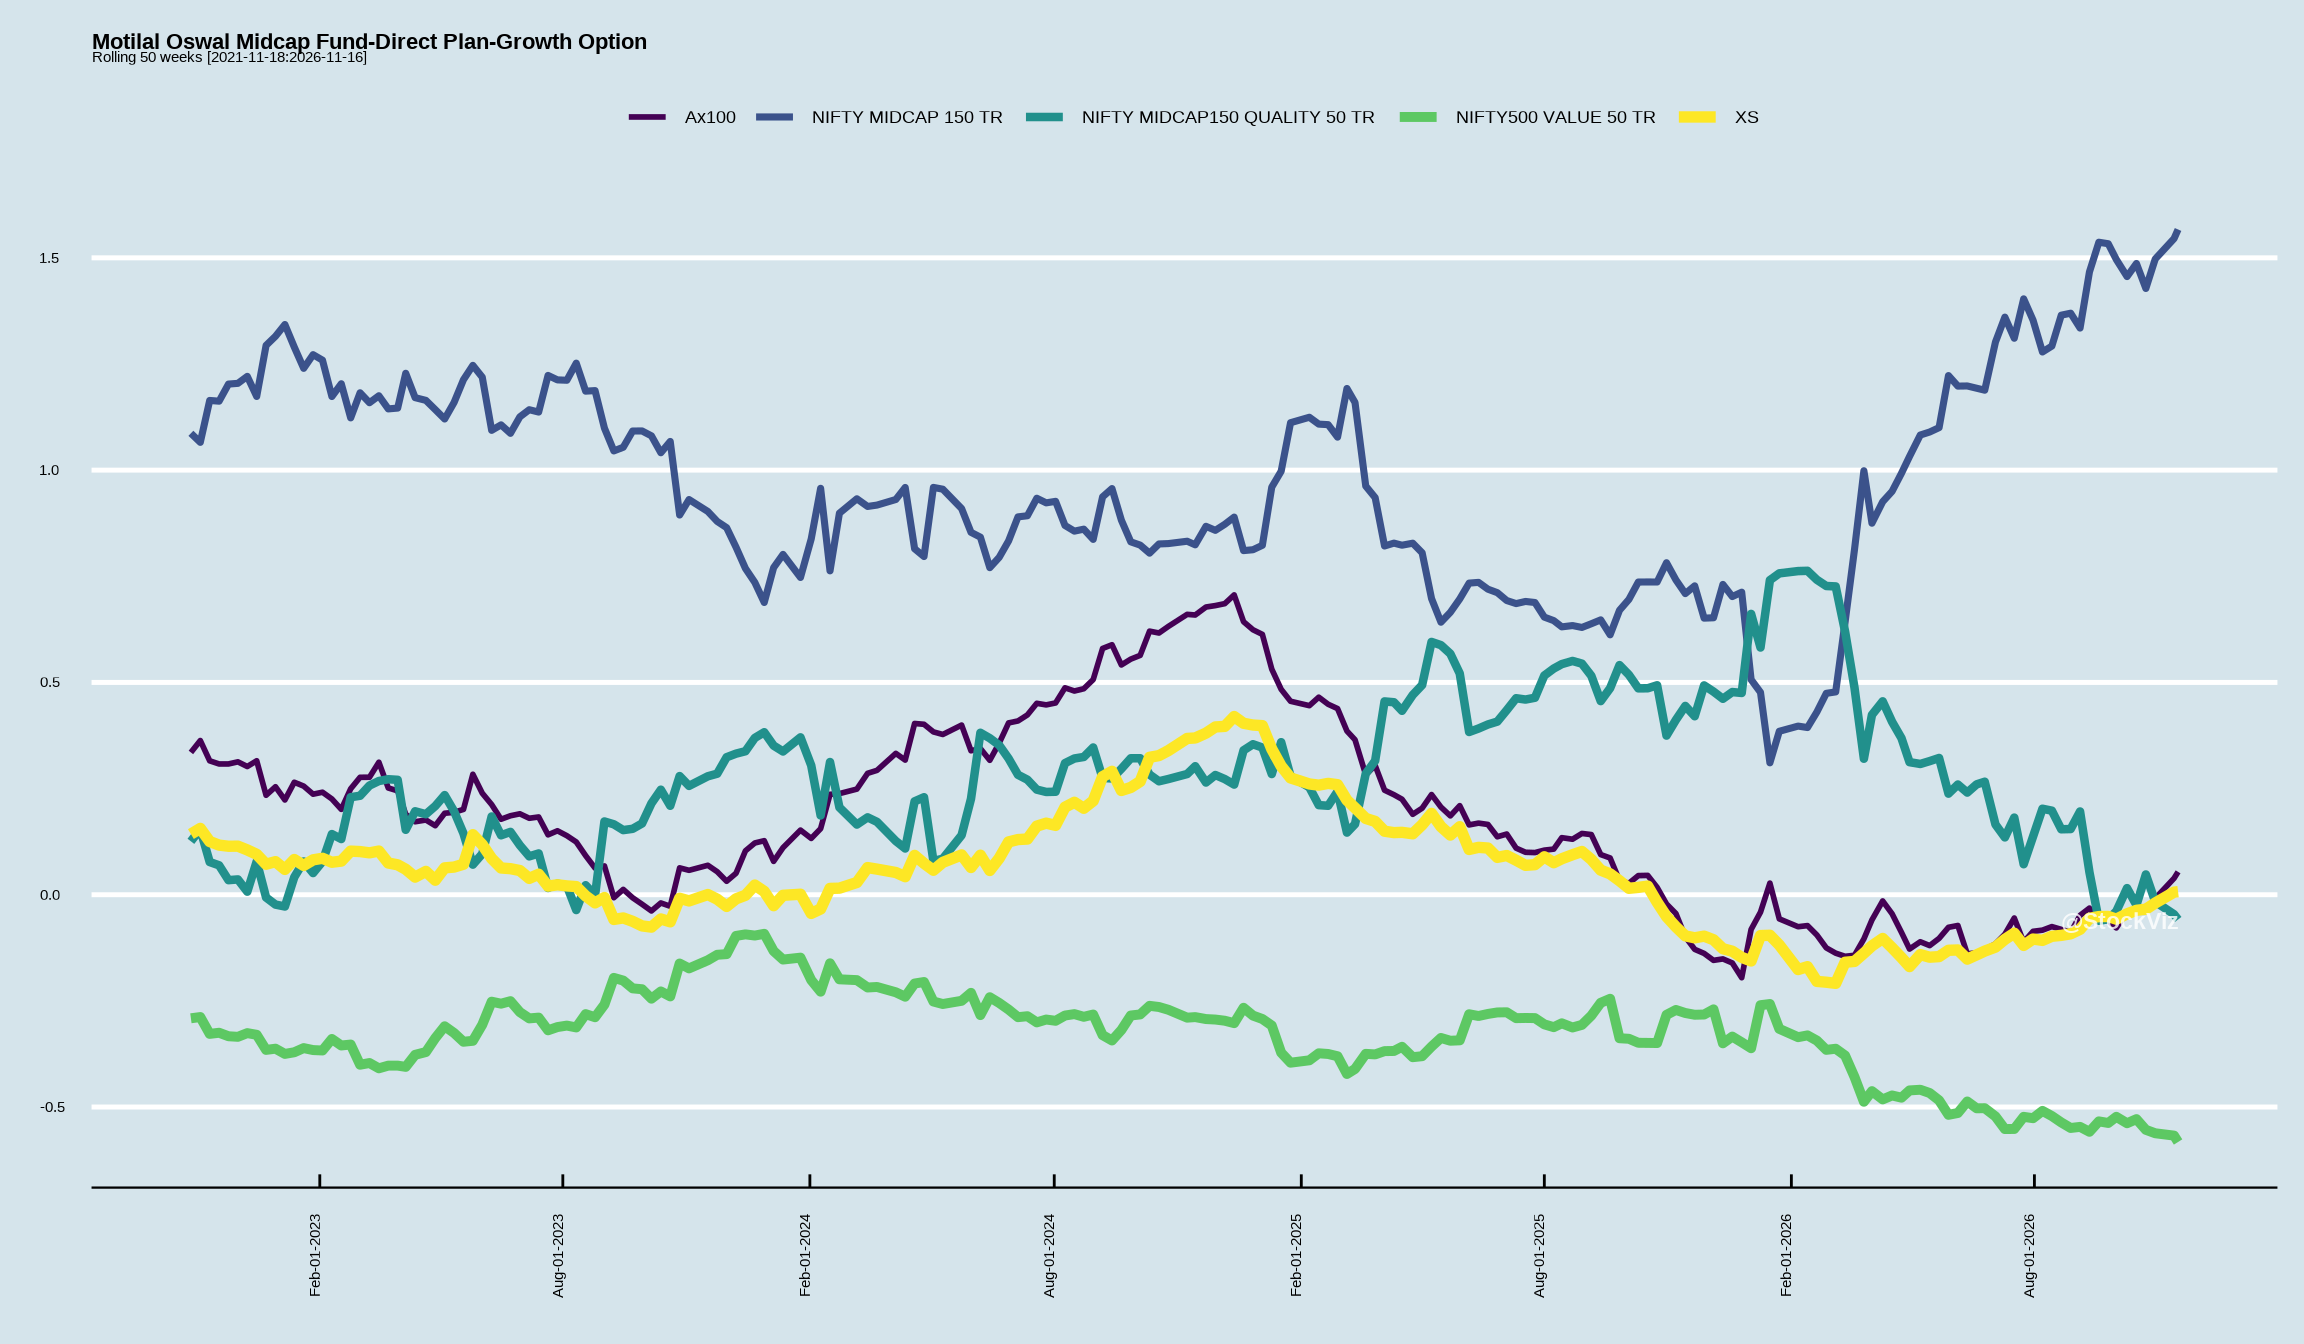 Motilal Oswal Midcap Fund-Direct Plan-Growth Option
Rolling 50 weeks [2021-11-18:2026-11-16]
Ax100 NIFTY MIDCAP 150 TR NIFTY MIDCAP150 QUALITY 50 TR NIFTY500 VALUE 50 TR XS
1.5
1.0
0.5
0.0
-0.5
@StockViz
Feb-01-2023
Aug-01-2023
Feb-01-2024
Aug-01-2024
Feb-01-2025
Aug-01-2025
Feb-01-2026
Aug-01-2026